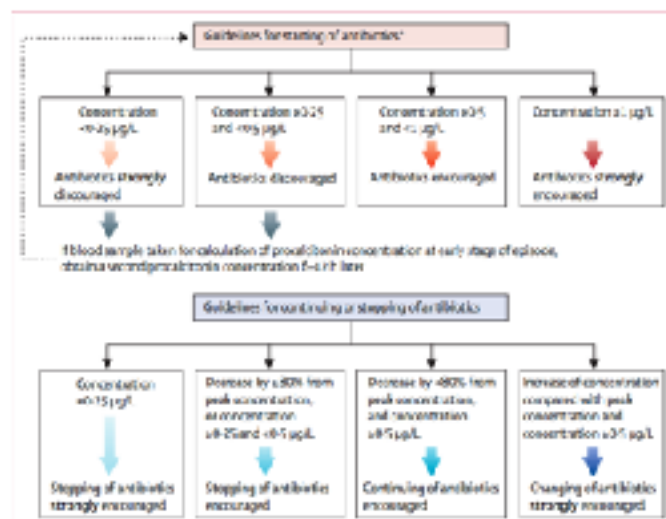 Guidelines for starting of antibiotics*
Concentration
<0·25 µg/L
Antibiotics strongly
discouraged
Concentration ≥0·25
and <0·5 µg/L
Antibiotics discouraged
Concentration ≥0·5
and <1 µg/L
Antibiotics encouraged
Concentration ≥1 µg/L
Antibiotics strongly
encouraged
If blood sample taken for calculation of procalcitonin concentration at early stage of episode,
obtain a second procalcitonin concentration later
Guidelines for continuing or stopping of antibiotics
Concentration
<0·25 µg/L
Stopping of antibiotics
strongly encouraged
Decrease by ≥80% from
peak concentration,
or concentration
≥0·25 and <0·5 µg/L
Stopping of antibiotics
encouraged
Decrease by <80% from
peak concentration,
and concentration
≥0·5 µg/L
Continuing of antibiotics
encouraged
Increase of concentration
compared with peak
concentration and
concentration ≥0·5 µg/L
Changing of antibiotics
strongly encouraged